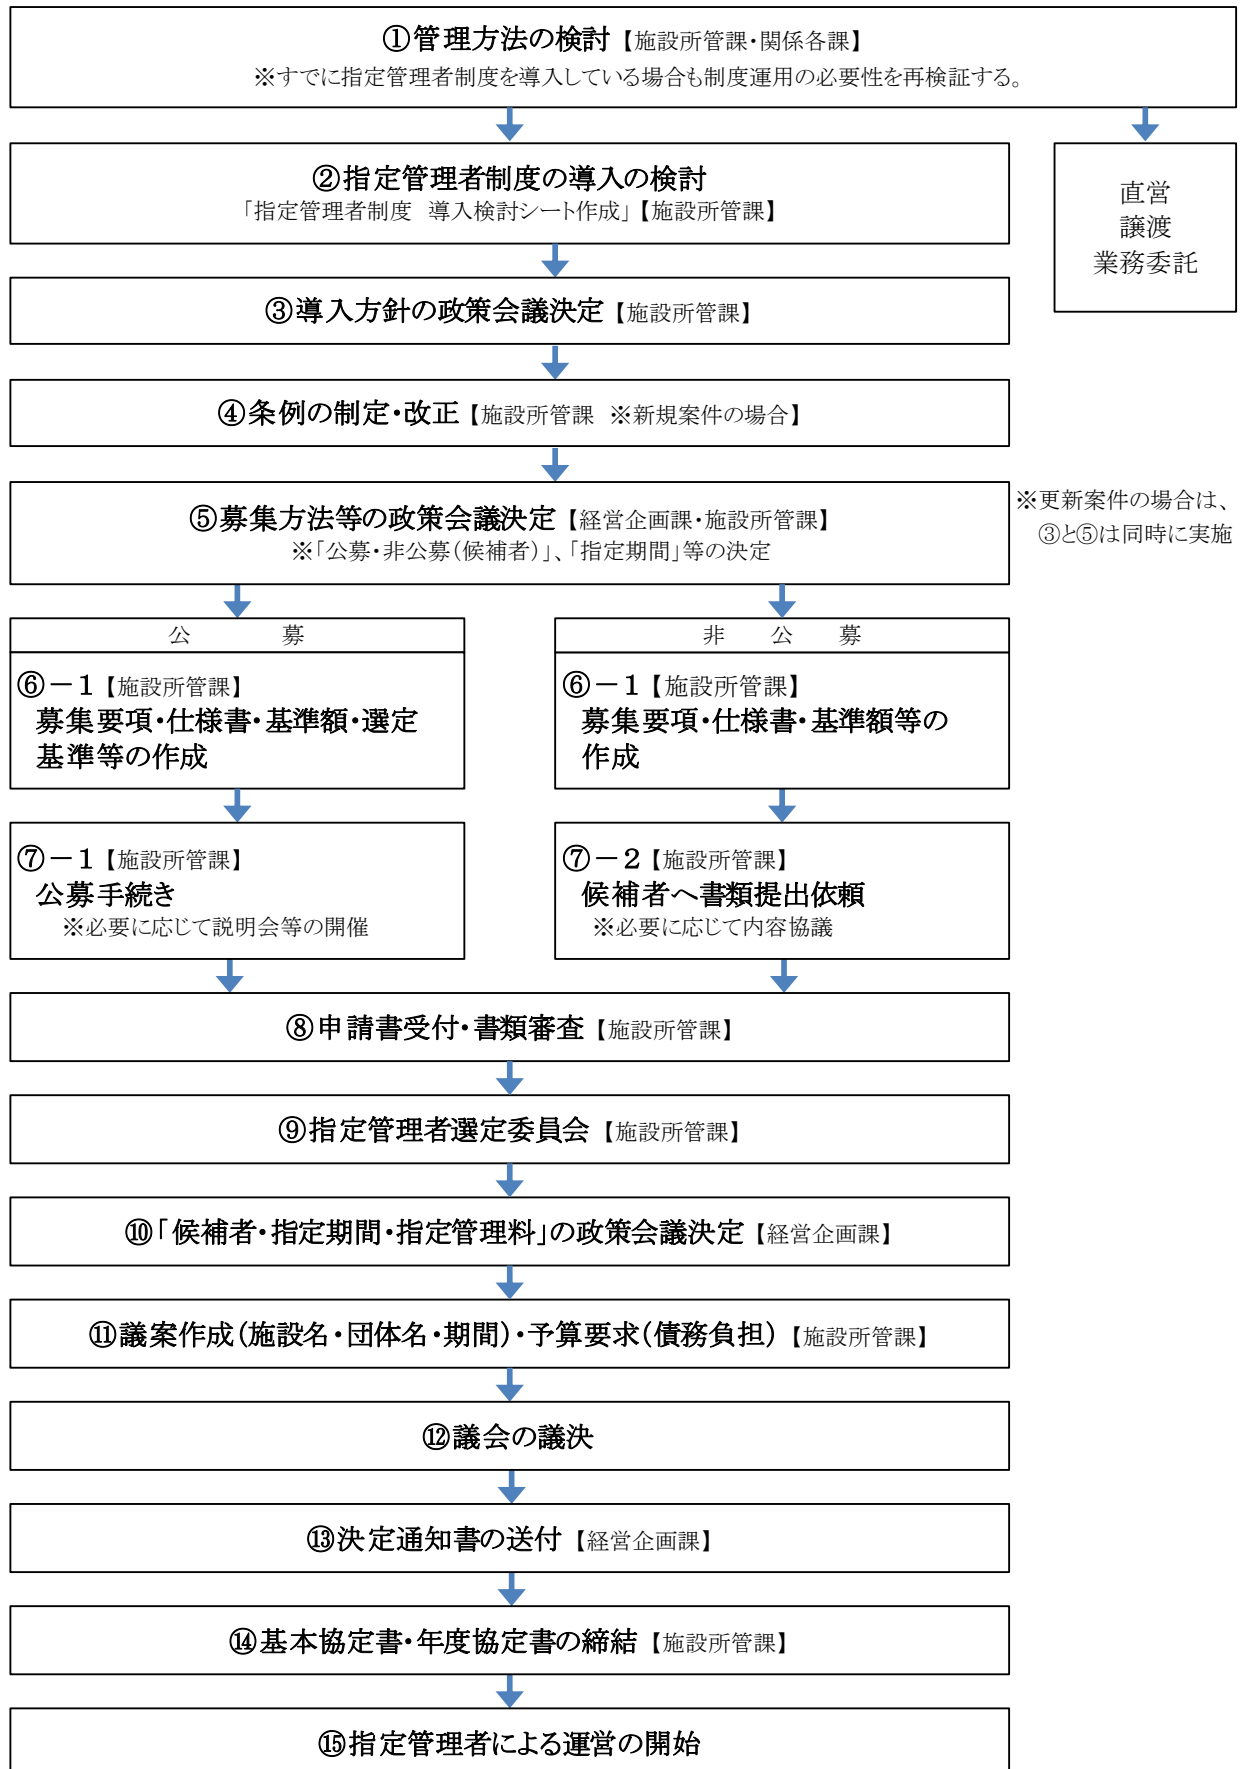 ①管理方法の検討【施設所管課・関係各課】
※すでに指定管理者制度を導入している場合も制度運用の必要性を再検証する。
②指定管理者制度の導入の検討
「指定管理者制度　導入検討シート作成」【施設所管課】
直営
譲渡
業務委託
③導入方針の政策会議決定【施設所管課】
④条例の制定・改正【施設所管課　※新規案件の場合】
⑤募集方法等の政策会議決定【経営企画課・施設所管課】
※「公募・非公募(候補者)」、「指定期間」等の決定
※更新案件の場合は、
③と⑤は同時に実施
公　　　　募
⑥－１【施設所管課】
募集要項・仕様書・基準額・選定
基準等の作成
非　公　募
⑥－１【施設所管課】
募集要項・仕様書・基準額等の
作成
⑦－１【施設所管課】
公募手続き
※必要に応じて説明会等の開催
⑦－２【施設所管課】
候補者へ書類提出依頼
※必要に応じて内容協議
⑧申請書受付・書類審査【施設所管課】
⑨指定管理者選定委員会【施設所管課】
⑩「候補者・指定期間・指定管理料」の政策会議決定【経営企画課】
⑪議案作成(施設名・団体名・期間)・予算要求(債務負担)【施設所管課】
⑫議会の議決
⑬決定通知書の送付【経営企画課】
⑭基本協定書・年度協定書の締結【施設所管課】
⑮指定管理者による運営の開始